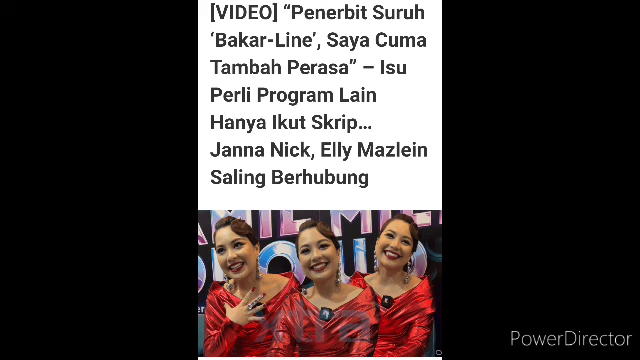 [VIDEO] “Penerbit Suruh
‘Bakar-Line’, Saya Cuma
Tambah Perasa” – Isu
Perli Program Lain
Hanya Ikut Skrip...
Janna Nick, Elly Mazlein
Saling Berhubung
xtra
PowerDirector